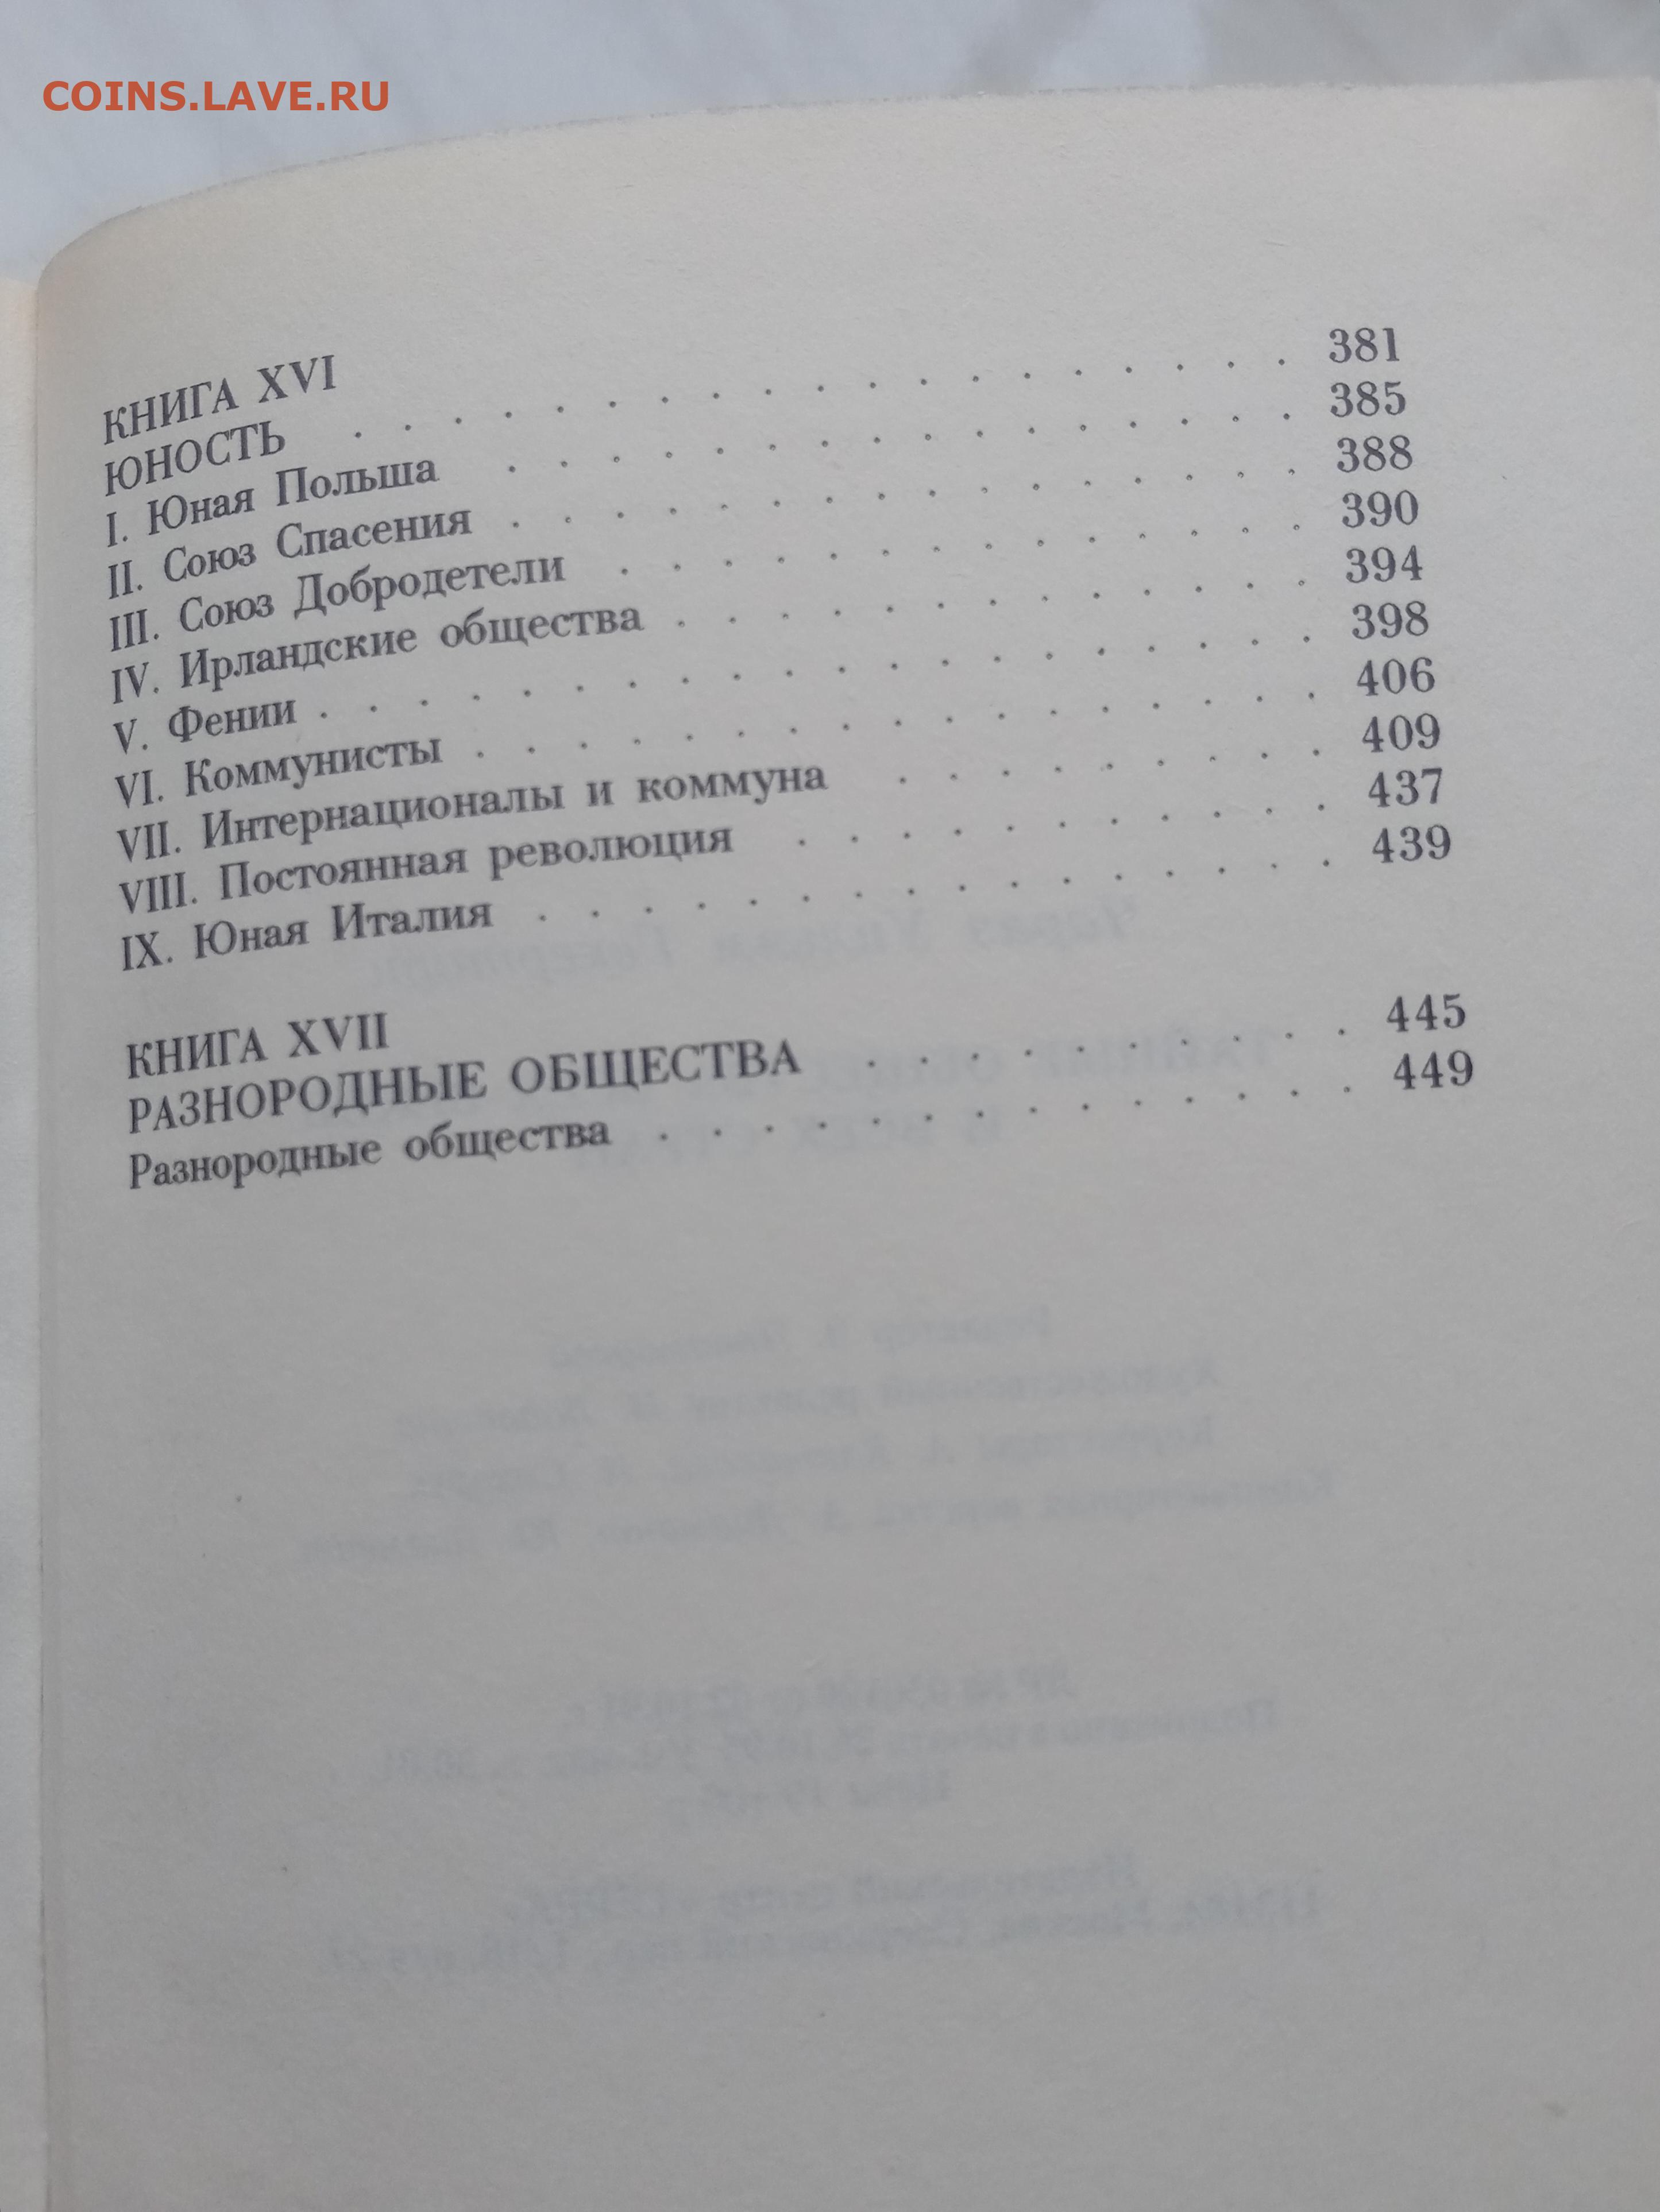 COINS.LAVE.RU
КНИГА XVI
ЮНОСТЬ . . . . . . . . . . . . . . . . . . . 381
I. Юная Польша . . . . . . . . . . . . . . . . 385
II. Союз Спасения . . . . . . . . . . . . . . . . 388
III. Союз Добродетели . . . . . . . . . . . . . . 390
IV. Ирландские общества . . . . . . . . . . . . . 394
V. Фении . . . . . . . . . . . . . . . . . . . . 398
VI. Коммунисты . . . . . . . . . . . . . . . . . 406
VII. Интернационалы и коммуна . . . . . . . . . 409
VIII. Постоянная революция . . . . . . . . . . . 437
IX. Юная Италия . . . . . . . . . . . . . . . . 439
КНИГА XVII
РАЗНОРОДНЫЕ ОБЩЕСТВА . . . . . . . . . . 445
Разнородные общества . . . . . . . . . . . . . . 449